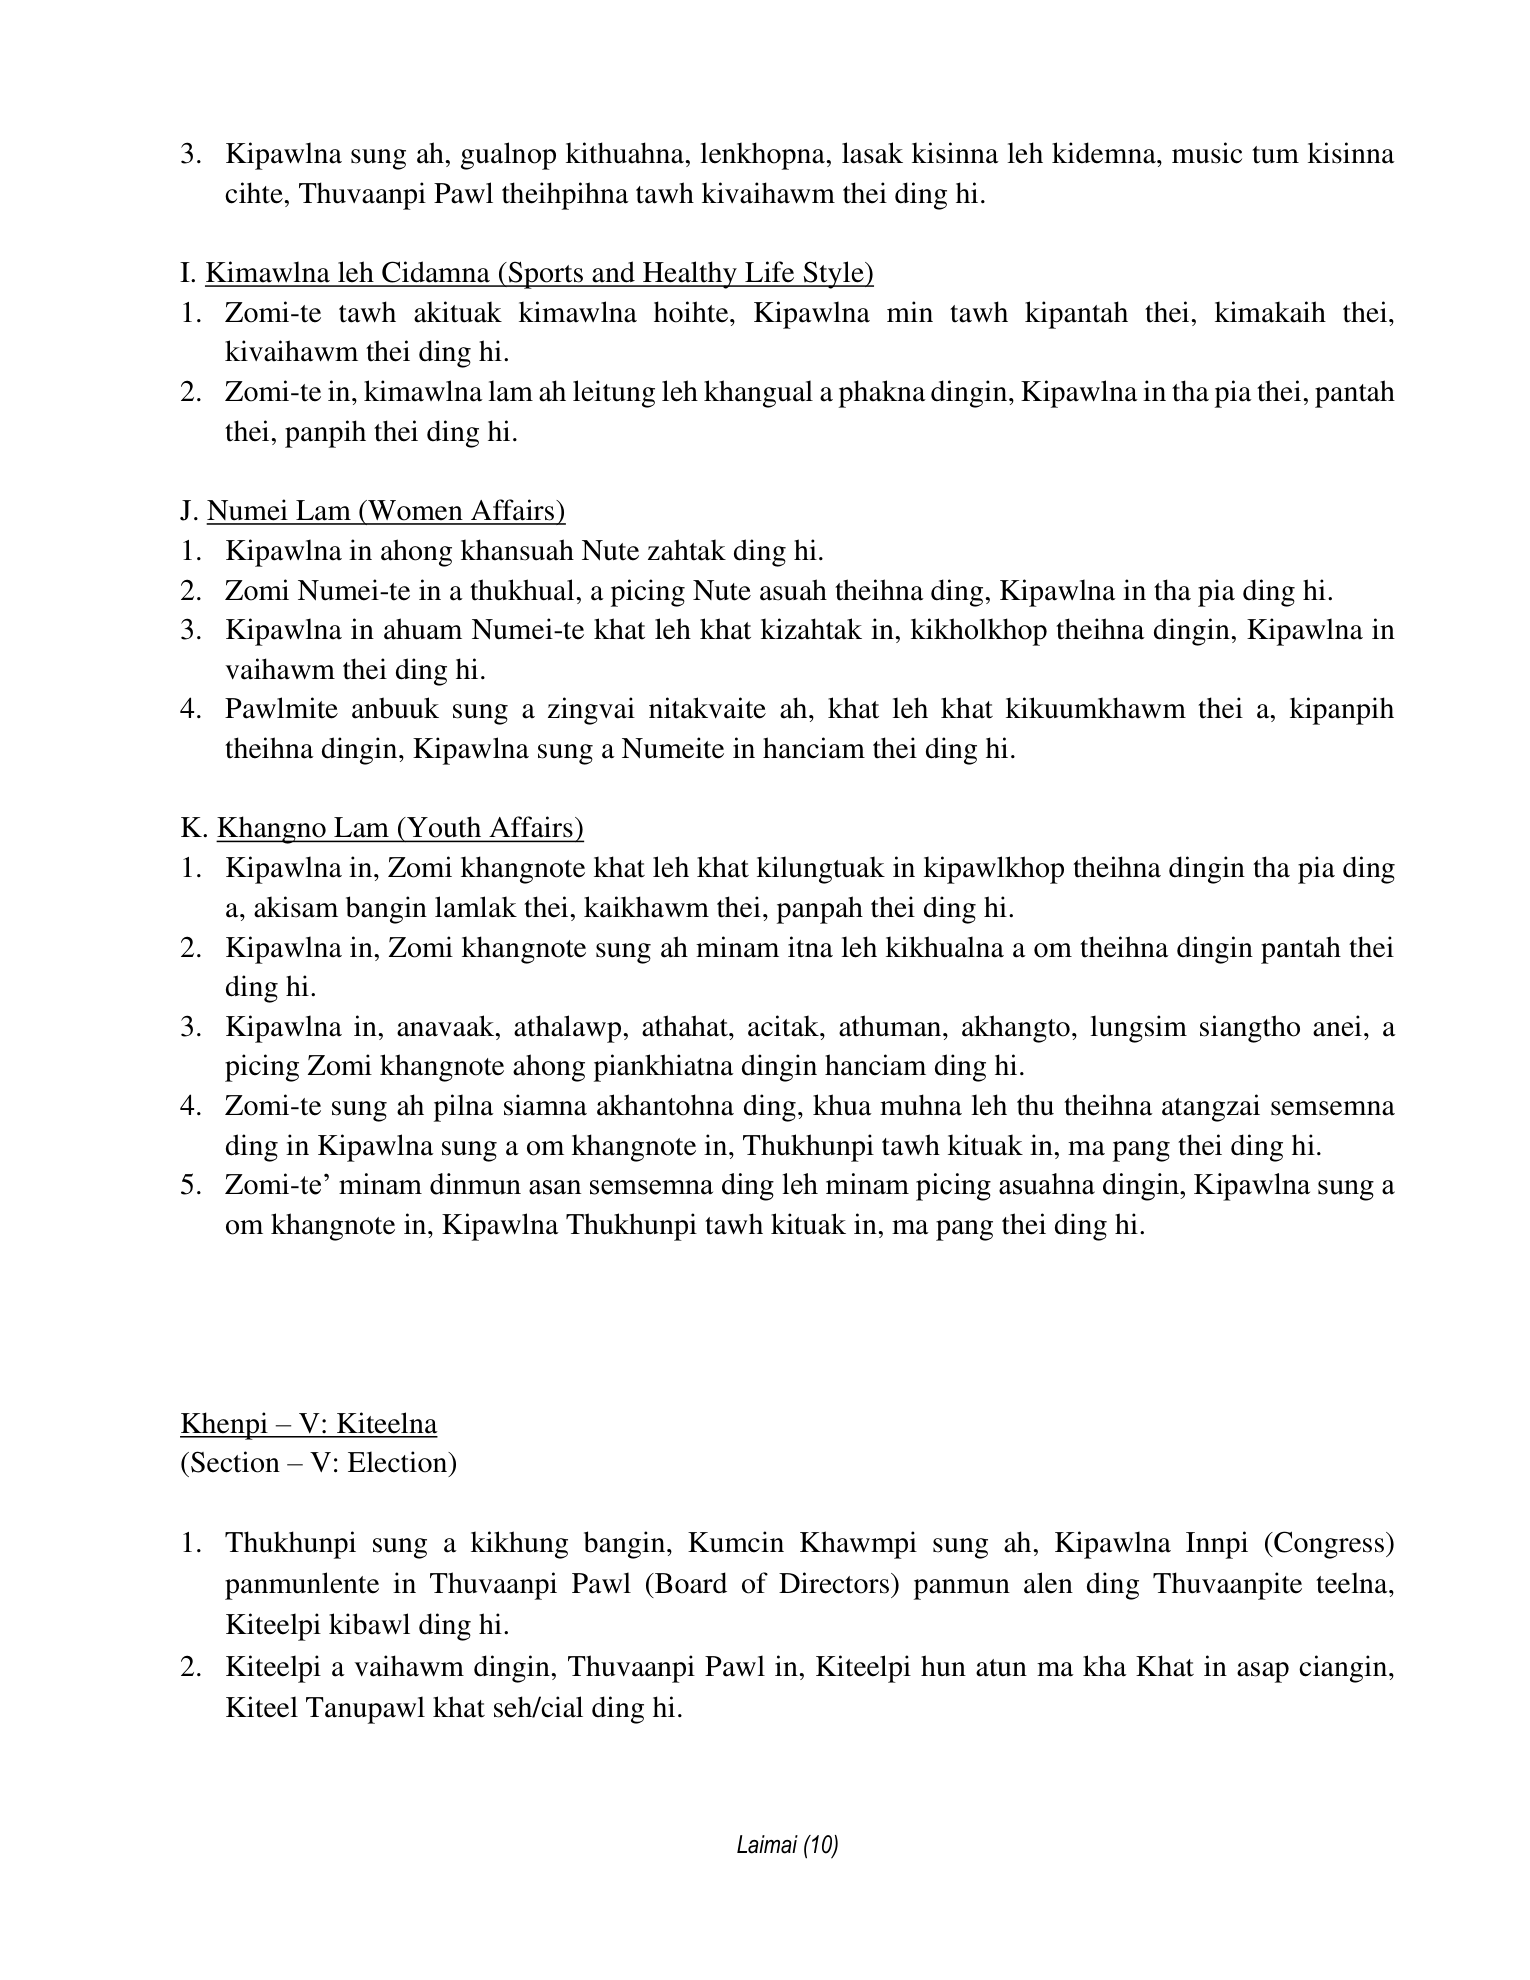 3. Kipawlna sung ah, gualnop kithuahna, lenkhopna, lasak kisinna leh kidemna, music tum kisinna
cihte, Thuvaanpi Pawl theihpihna tawh kivaihawm thei ding hi.
I. Kimawlna leh Cidamna (Sports and Healthy Life Style)
1. Zomi-te tawh akituak kimawlna hoihte, Kipawlna min tawh kipantah thei, kimakaih thei,
kivaihawm thei ding hi.
2. Zomi-te in, kimawlna lam ah leitung leh khangual a phakna dingin, Kipawlna in tha pia thei, pantah
thei, panpih thei ding hi.
J. Numei Lam (Women Affairs)
1. Kipawlna in ahong khansuah Nute zahtak ding hi.
2. Zomi Numei-te in a thukhual, a picing Nute asuah theihna ding, Kipawlna in tha pia ding hi.
3. Kipawlna in ahuam Numei-te khat leh khat kizahtak in, kikholkhop theihna dingin, Kipawlna in
vaihawm thei ding hi.
4. Pawlmite anbuuk sung a zingvai nitakvaite ah, khat leh khat kikuumkhawm thei a, kipanpih
theihna dingin, Kipawlna sung a Numeite in hanciam thei ding hi.
K. Khangno Lam (Youth Affairs)
1. Kipawlna in, Zomi khangnote khat leh khat kilungtuak in kipawlkhop theihna dingin tha pia ding
a, akisam bangin lamlak thei, kaikhawm thei, panpah thei ding hi.
2. Kipawlna in, Zomi khangnote sung ah minam itna leh kikhualna a om theihna dingin pantah thei
ding hi.
3. Kipawlna in, anavaak, athalawp, athahat, acitak, athuman, akhangto, lungsim siangtho anei, a
picing Zomi khangnote ahong piankhiatna dingin hanciam ding hi.
4. Zomi-te sung ah pilna siamna akhantohna ding, khua muhna leh thu theihna atangzai semsemna
ding in Kipawlna sung a om khangnote in, Thukhunpi tawh kituak in, ma pang thei ding hi.
5. Zomi-te’ minam dinmun asan semsemna ding leh minam picing asuahna dingin, Kipawlna sung a
om khangnote in, Kipawlna Thukhunpi tawh kituak in, ma pang thei ding hi.
Khenpi – V: Kiteelna
(Section – V: Election)
1. Thukhunpi sung a kikhung bangin, Kumcin Khawmpi sung ah, Kipawlna Innpi (Congress)
panmunlente in Thuvaanpi Pawl (Board of Directors) panmun alen ding Thuvaanpite teelna,
Kiteelpi kibawl ding hi.
2. Kiteelpi a vaihawm dingin, Thuvaanpi Pawl in, Kiteelpi hun atun ma kha Khat in asap ciangin,
Kiteel Tanupawl khat seh/cial ding hi.
Laimai (10)